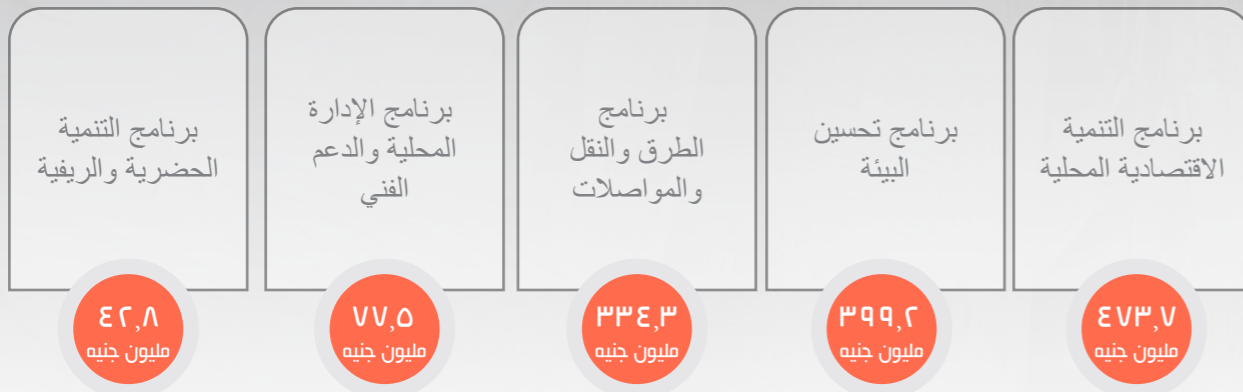 برنامج التنمية
الاقتصادية المحلية
٤٧٣,٧
مليون جنيه
برنامج تحسين
البيئة
٣٩٩,٢
مليون جنيه
برنامج
الطرق والنقل
والمواصلات
٣٣٤,٣
مليون جنيه
برنامج الإدارة
المحلية والدعم
الفني
٧٧,٥
مليون جنيه
برنامج التنمية
الحضرية والريفية
٤٢,٨
مليون جنيه